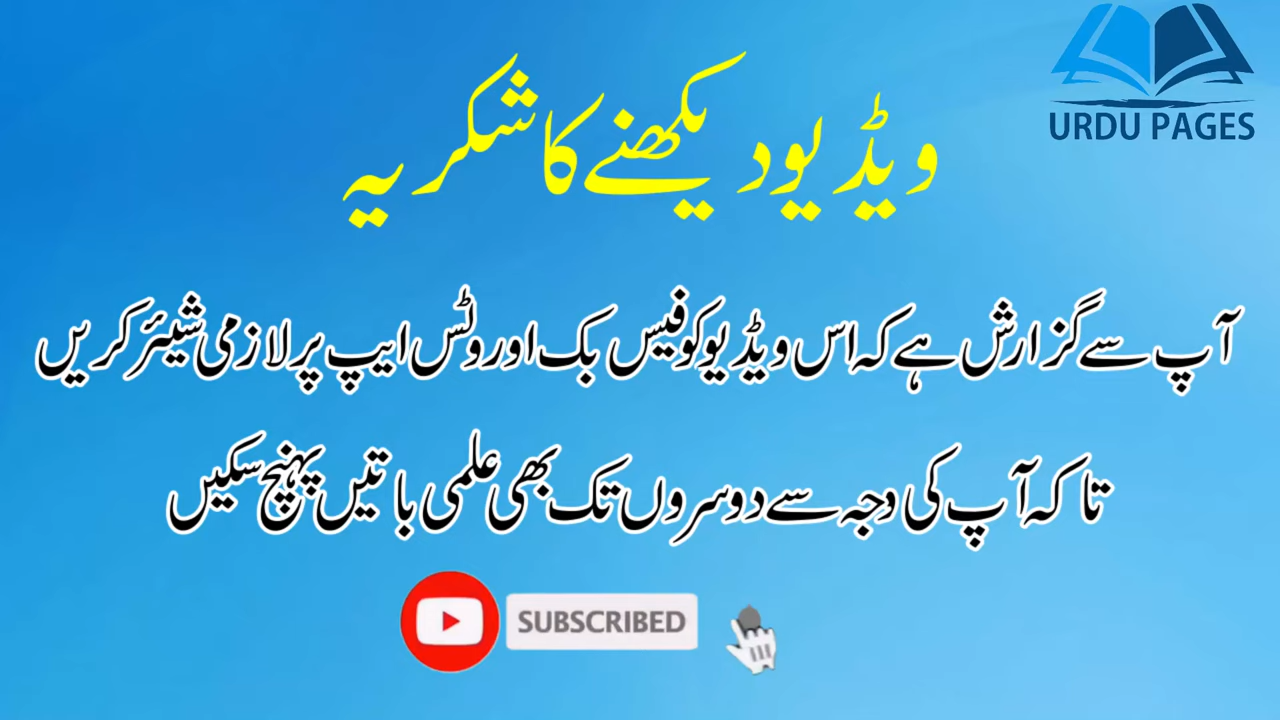 URDU PAGES
ویڈیو دیکھنے کا شکریہ
آپ سے گزارش ہے کہ اس ویڈیو کو فیس بک اور وٹس ایپ پر لازمی شیئر کریں
تاکہ آپ کی وجہ سے دوسروں تک بھی علمی باتیں پہنچ سکیں
SUBSCRIBED